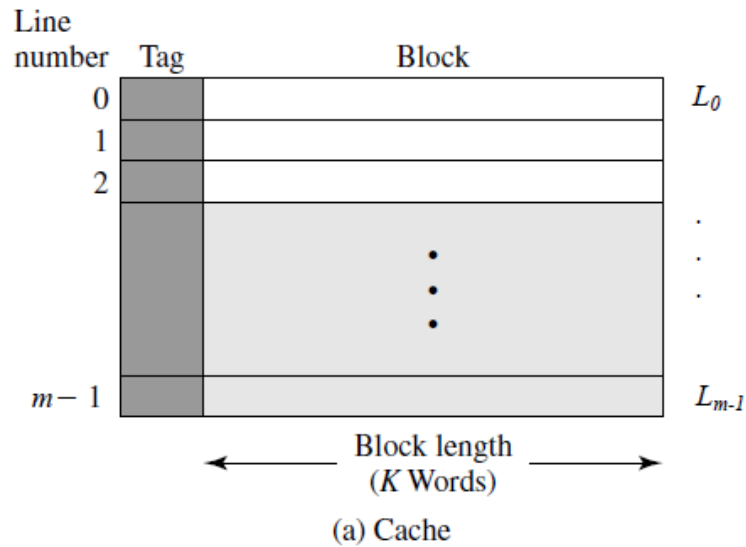 Line
number Tag Block
0 L0
1
2
.
.
.
m − 1 Lm-1
Block length
(K Words)
(a) Cache